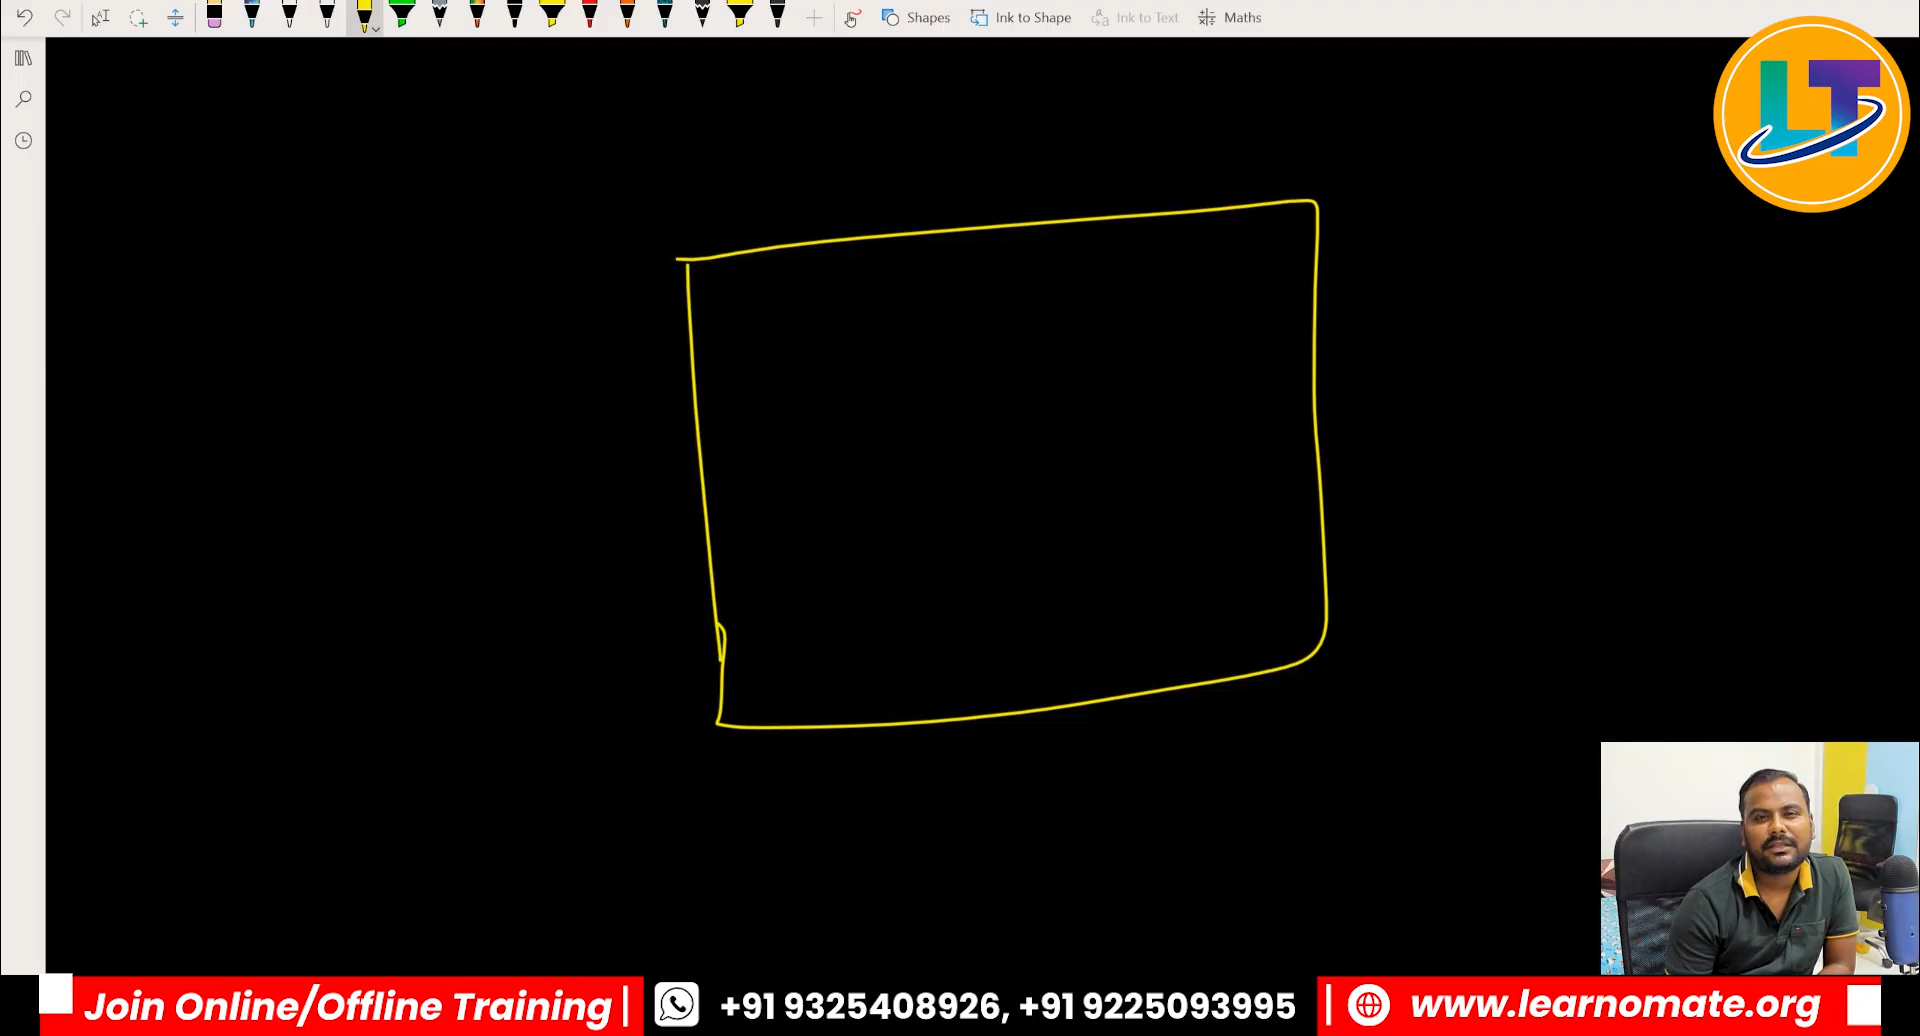 Shapes
Ink to Shape
Ink to Text
Maths
LT
Join Online/Offline Training | +91 9325408926, +91 9225093995 | www.learnomate.org